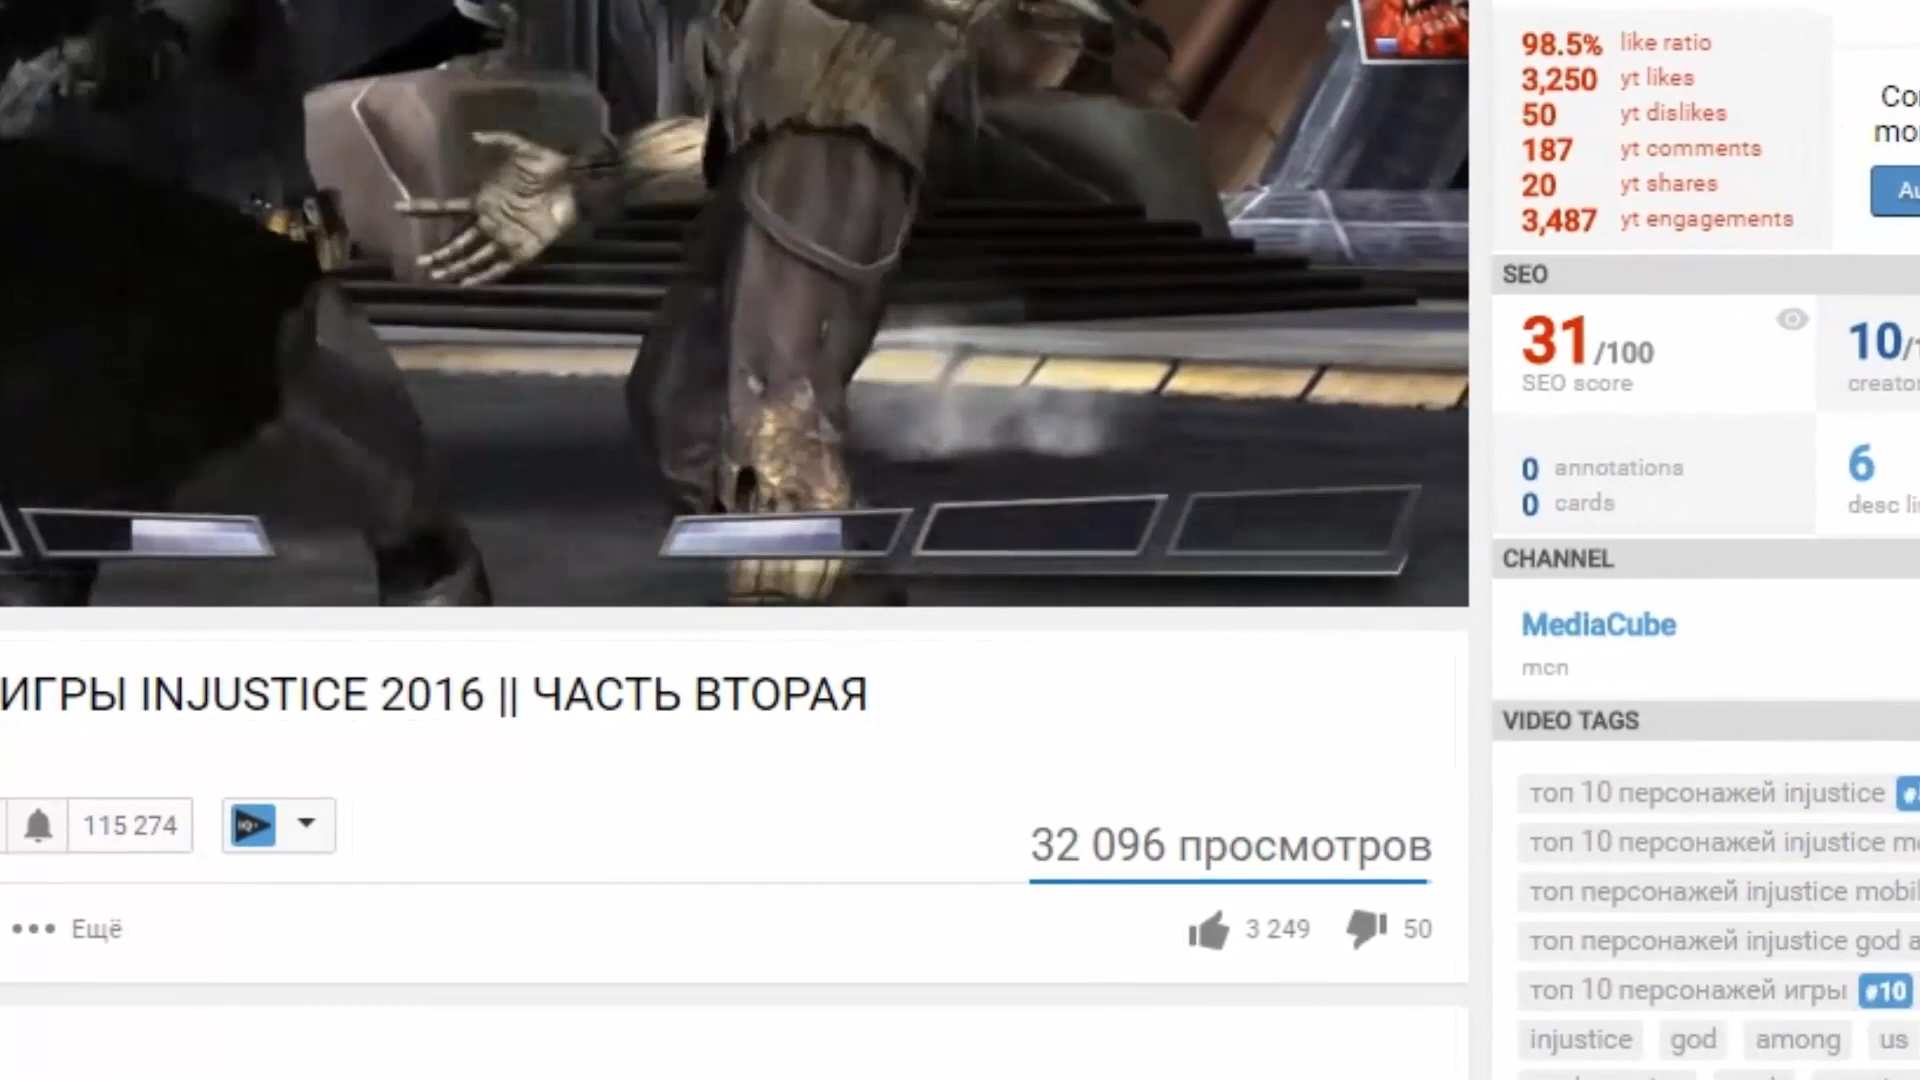 98.5% like ratio
3,250 yt likes
50 yt dislikes
187 yt comments
20 yt shares
3,487 yt engagements
SEO
31/100
SEO score
10/
0 annotations
0 cards
6
desc
CHANNEL
MediaCube
mcn
VIDEO TAGS
топ 10 персонажей injustice
топ 10 персонажей injustice
топ персонажей injustice
топ персонажей injustice god
топ 10 персонажей игры #10
injustice god among us
ИГРЫ INJUSTICE 2016 || ЧАСТЬ ВТОРАЯ
115 274
32 096 просмотров
Ещё
3 249 50